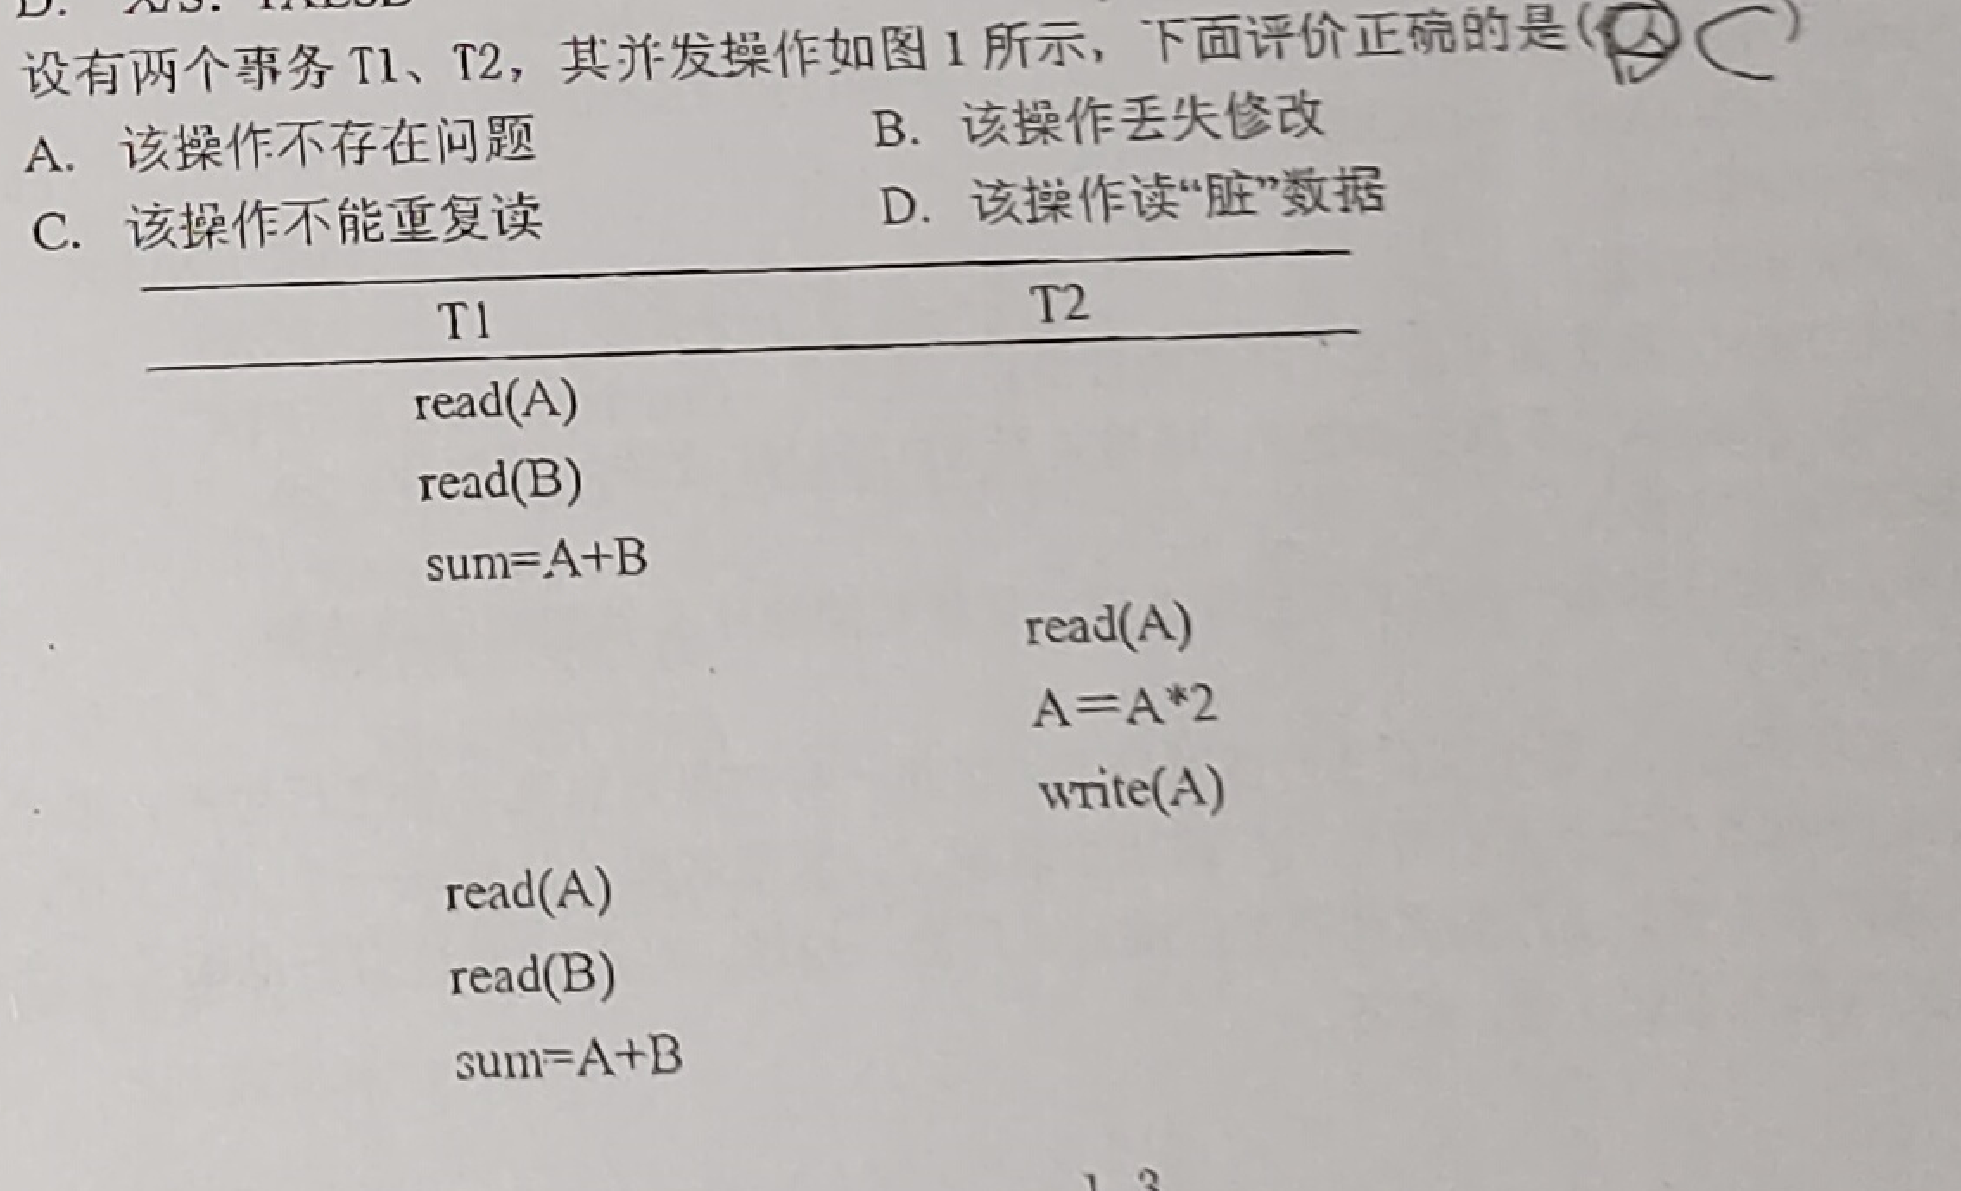 设有两个事务 T1、T2，其并发操作如图 1 所示，下面评价正确的是( C )
A. 该操作不存在问题
B. 该操作丢失修改
C. 该操作不能重复读
D. 该操作读“脏”数据
T1 T2
read(A)
read(B)
sum=A+B
read(A)
A=A*2
write(A)
read(A)
read(B)
sum=A+B